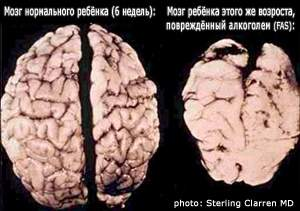 Мозг нормального ребёнка (6 недель):
Мозг ребёнка этого же возраста,
повреждённый алкоголем (FAS):
photo: Sterling Clarren MD